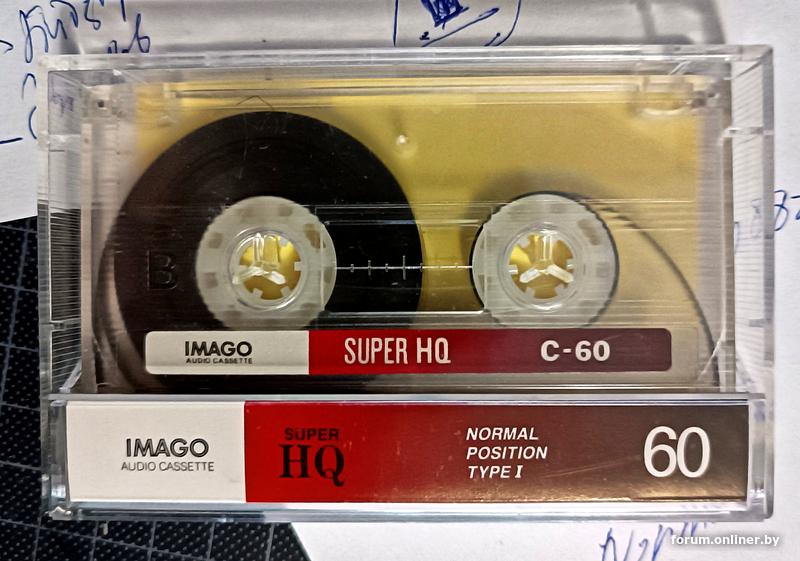 B
IMAGO
AUDIO CASSETTE
SUPER HQ
C-60
IMAGO
AUDIO CASSETTE
SUPER
HQ
NORMAL
POSITION
TYPE I
60
forum.onliner.by